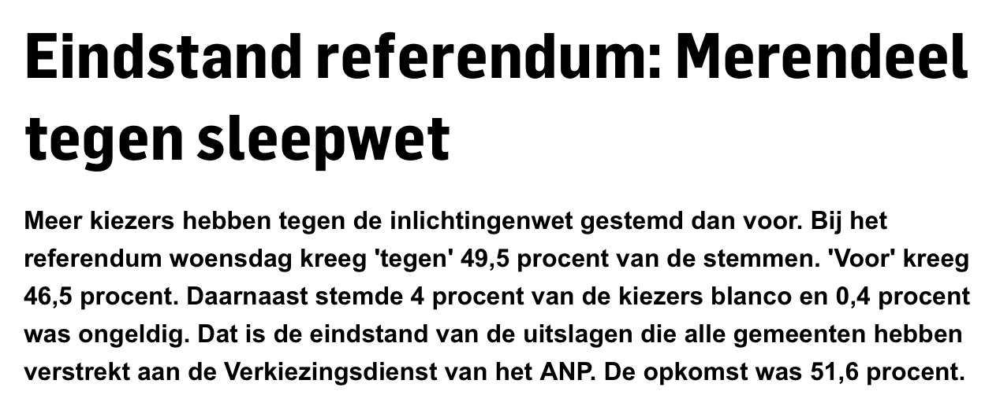 Eindstand referendum: Merendeel
tegen sleepwet
Meer kiezers hebben tegen de inlichtingenwet gestemd dan voor. Bij het
referendum woensdag kreeg 'tegen' 49,5 procent van de stemmen. 'Voor' kreeg
46,5 procent. Daarnaast stemde 4 procent van de kiezers blanco en 0,4 procent
was ongeldig. Dat is de eindstand van de uitslagen die alle gemeenten hebben
verstrekt aan de Verkiezingsdienst van het ANP. De opkomst was 51,6 procent.